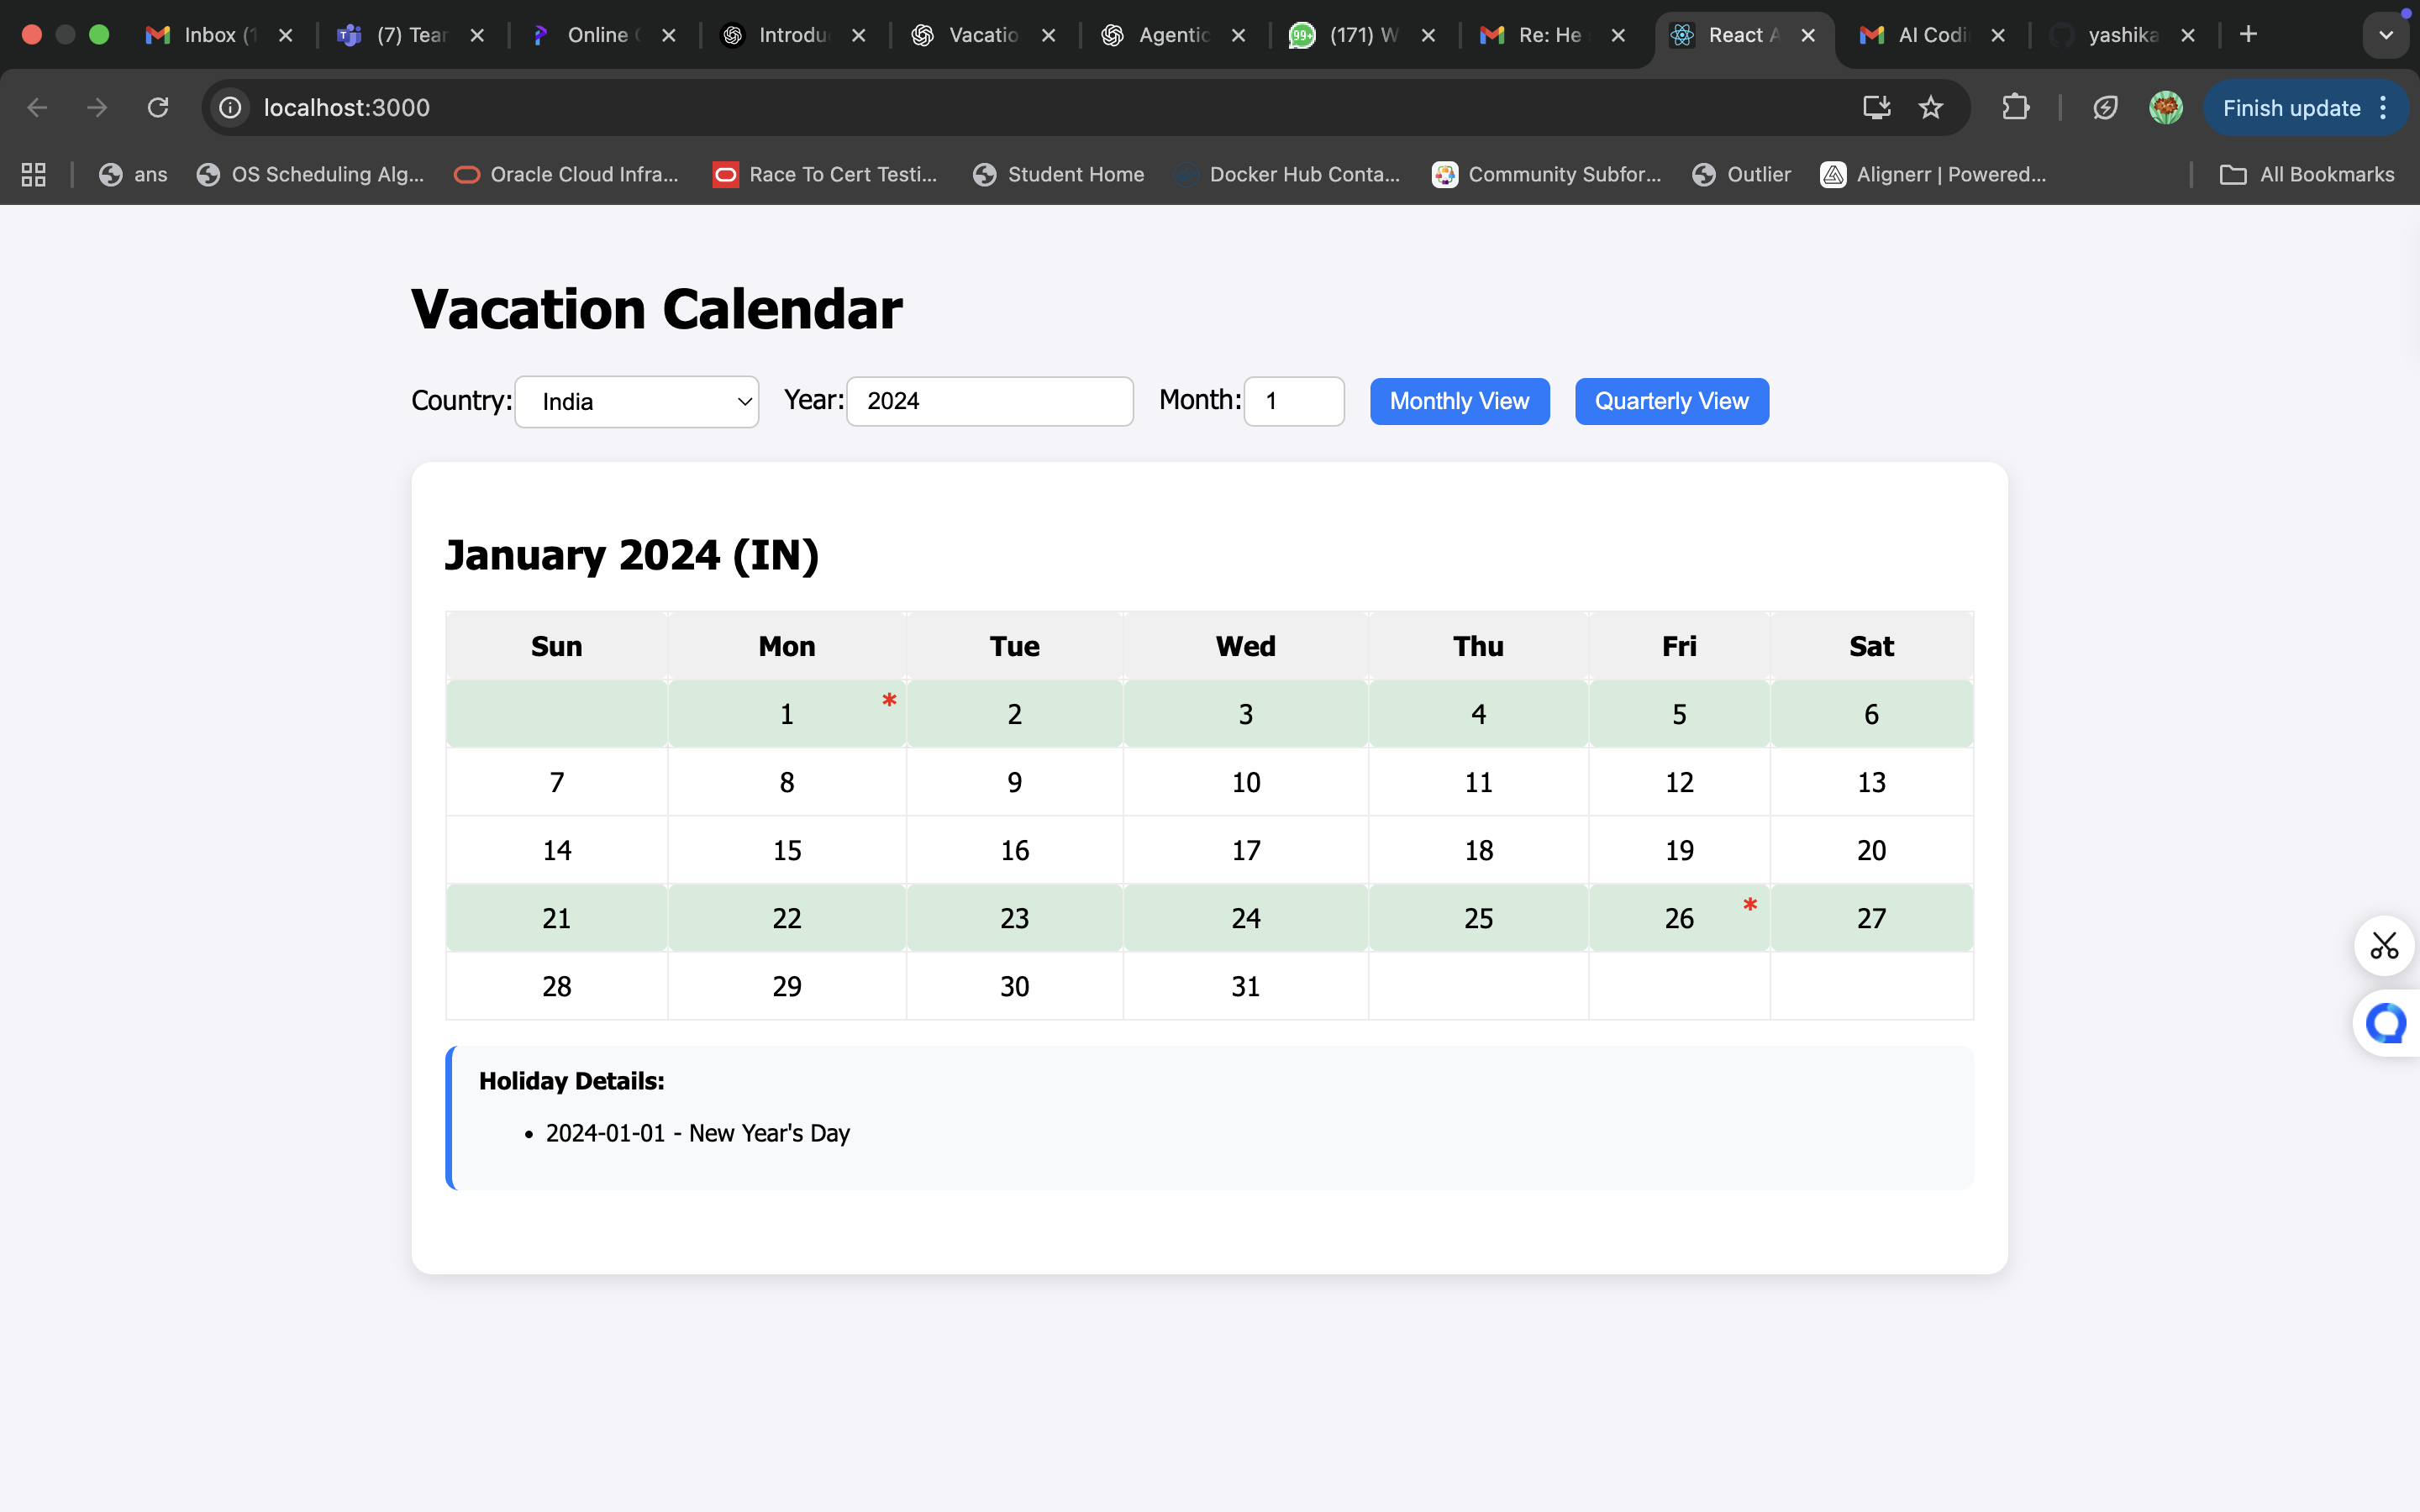 Inbox (1
(7) Tear
Online
Introdu
Vacatio
Agentic
99+
(171) W
Re: He
React A
AI Codi
yashika
localhost:3000
Finish update
ans
OS Scheduling Alg...
Oracle Cloud Infra...
Race To Cert Testi...
Student Home
Docker Hub Conta...
Community Subfor...
Outlier
Alignerr | Powered...
All Bookmarks
Vacation Calendar
Country: India Year: 2024 Month: 1 Monthly View Quarterly View
January 2024 (IN)
Sun Mon Tue Wed Thu Fri Sat
1 * 2 3 4 5 6
7 8 9 10 11 12 13
14 15 16 17 18 19 20
21 22 23 24 25 26 * 27
28 29 30 31
Holiday Details:
• 2024-01-01 - New Year's Day